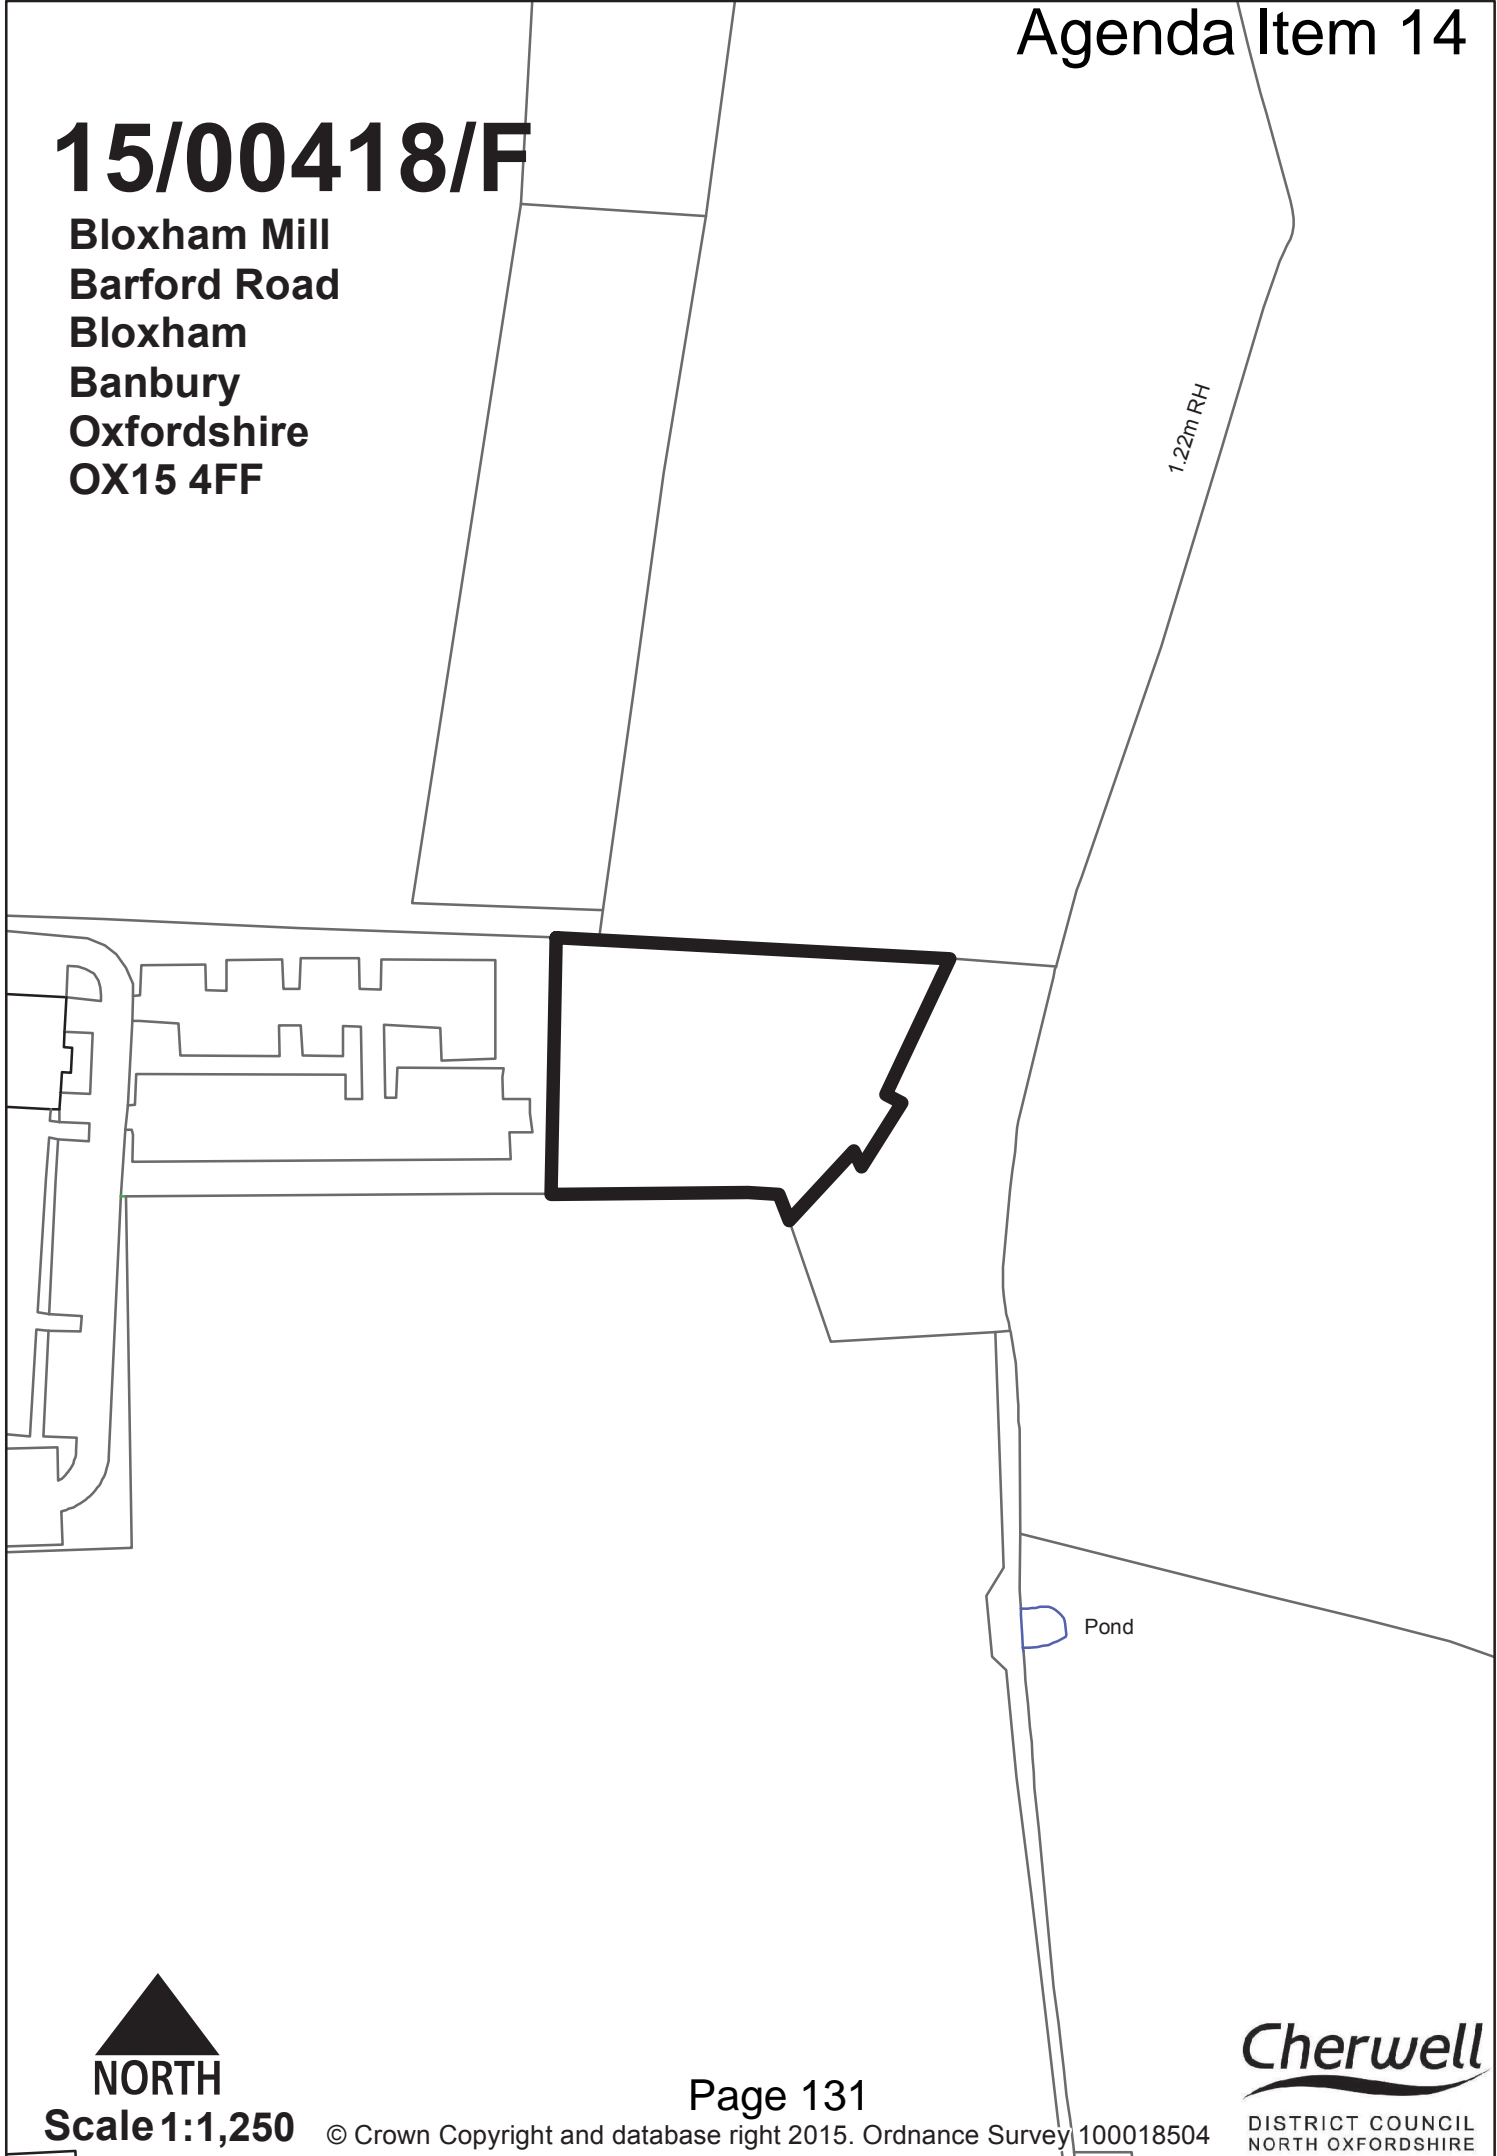 Agenda Item 14
15/00418/F
Bloxham Mill
Barford Road
Bloxham
Banbury
Oxfordshire
OX15 4FF
1.22m RH
Pond
NORTH
Scale 1:1,250
Page 131
© Crown Copyright and database right 2015. Ordnance Survey 100018504
Cherwell
DISTRICT COUNCIL
NORTH OXFORDSHIRE